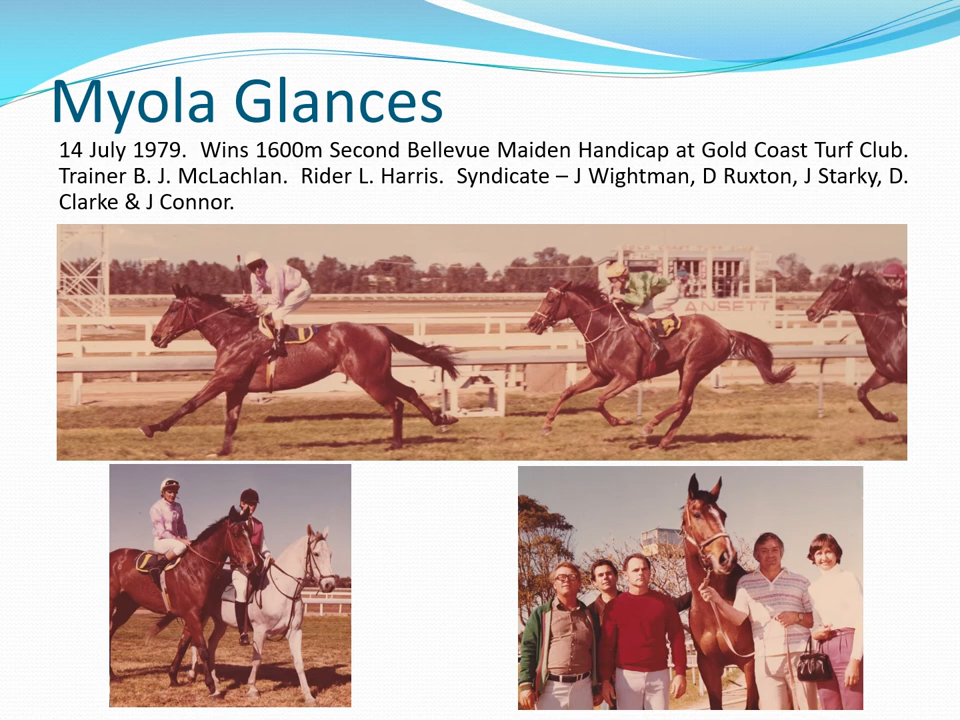 Myola Glances
14 July 1979.  Wins 1600m Second Bellevue Maiden Handicap at Gold Coast Turf Club.
Trainer B. J. McLachlan.  Rider L. Harris.  Syndicate – J Wightman, D Ruxton, J Starky, D.
Clarke & J Connor.
ANSETT